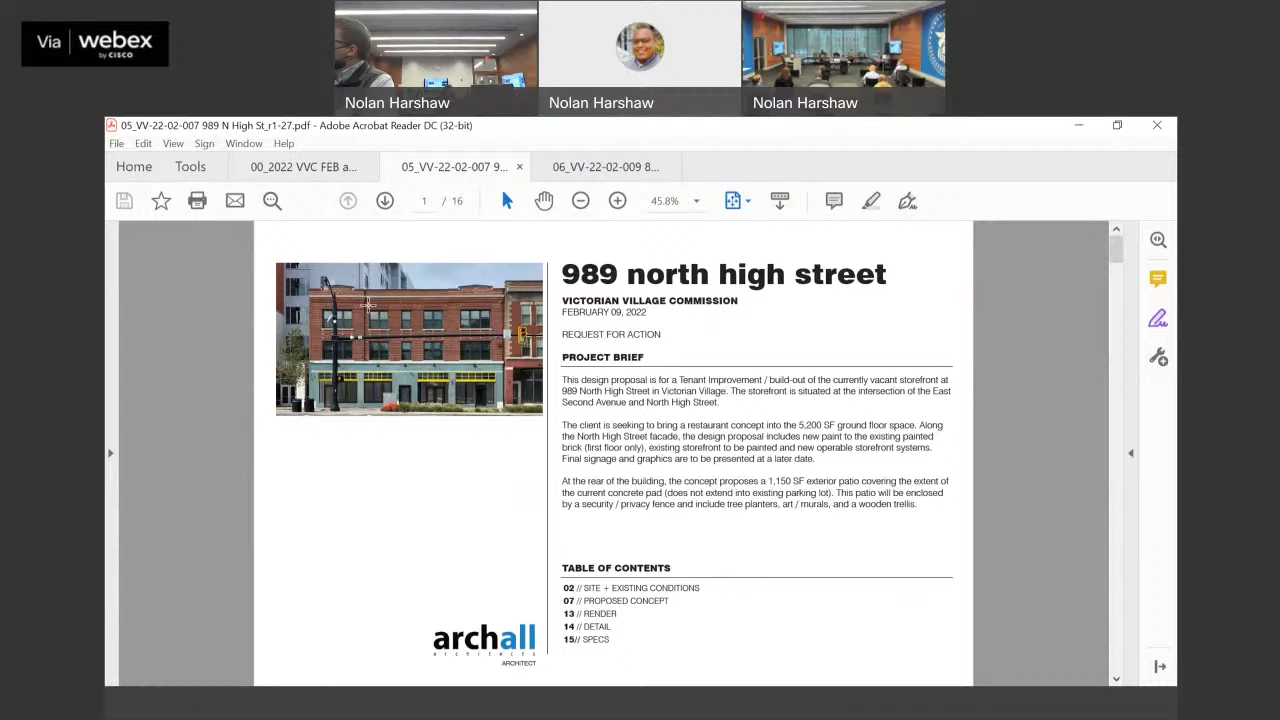 Via webex
by CISCO
Nolan Harshaw
Nolan Harshaw
Nolan Harshaw
05_VV-22-02-007 989 N High St_r1-27.pdf - Adobe Acrobat Reader DC (32-bit)
File Edit View Sign Window Help
Home Tools 00_2022 VVC FEB a... 05_VV-22-02-007 9... 06_VV-22-02-009 8...
1 / 16 45.8%
989 north high street
VICTORIAN VILLAGE COMMISSION
FEBRUARY 09, 2022
REQUEST FOR ACTION
PROJECT BRIEF
This design proposal is for a Tenant Improvement / build-out of the currently vacant storefront at
989 North High Street in Victorian Village. The storefront is situated at the intersection of the East
Second Avenue and North High Street.
The client is seeking to bring a restaurant concept into the 5,200 SF ground floor space. Along
the North High Street facade, the design proposal includes new paint to the existing painted
brick (first floor only), existing storefront to be painted and new operable storefront systems.
Final signage and graphics are to be presented at a later date.
At the rear of the building, the concept proposes a 1,150 SF exterior patio covering the extent of
the current concrete pad (does not extend into existing parking lot). This patio will be enclosed
by a security / privacy fence and include tree planters, art / murals, and a wooden trellis.
TABLE OF CONTENTS
02 // SITE + EXISTING CONDITIONS
07 // PROPOSED CONCEPT
13 // RENDER
14 // DETAIL
15// SPECS
archall
architects
ARCHITECT